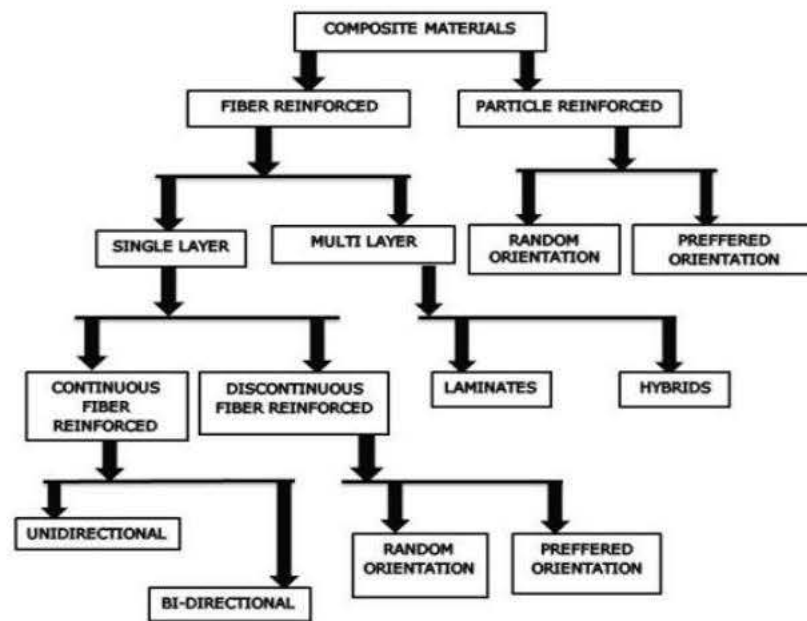 COMPOSITE MATERIALS
FIBER REINFORCED
PARTICLE REINFORCED
SINGLE LAYER
MULTI LAYER
RANDOM
ORIENTATION
PREFFERED
ORIENTATION
CONTINUOUS
FIBER
REINFORCED
DISCONTINUOUS
FIBER REINFORCED
LAMINATES
HYBRIDS
UNIDIRECTIONAL
BI-DIRECTIONAL
RANDOM
ORIENTATION
PREFFERED
ORIENTATION